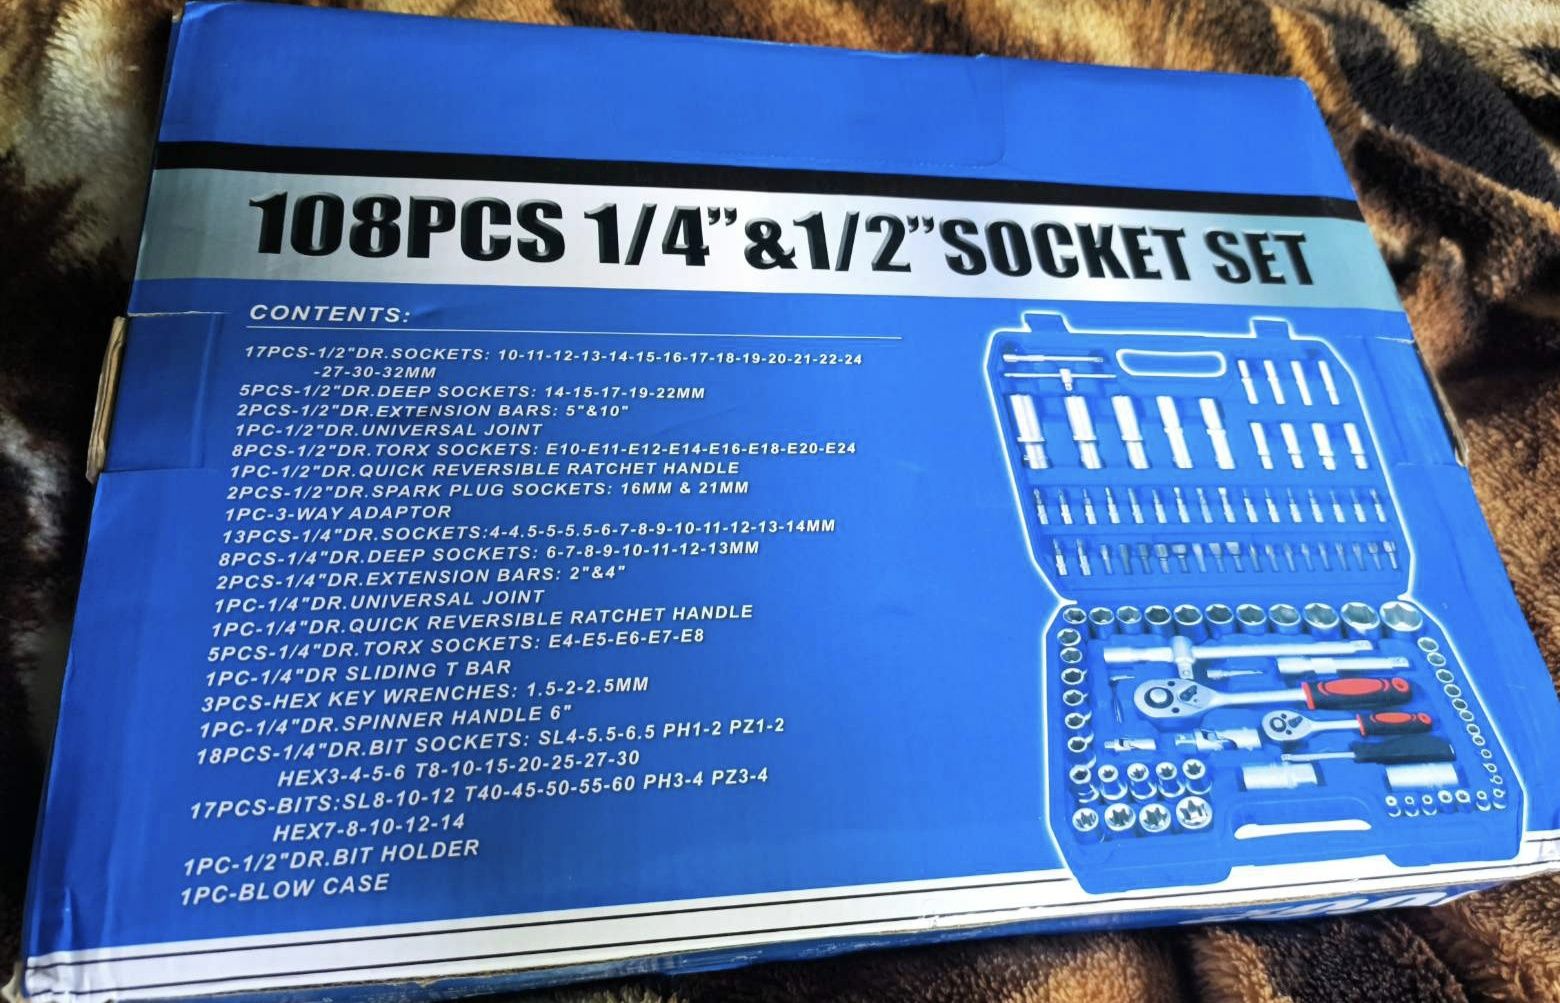 108PCS 1/4"&1/2"SOCKET SET
CONTENTS:
17PCS-1/2"DR.SOCKETS: 10-11-12-13-14-15-16-17-18-19-20-21-22-24
-27-30-32MM
5PCS-1/2"DR.DEEP SOCKETS: 14-15-17-19-22MM
2PCS-1/2"DR.EXTENSION BARS: 5"&10"
1PC-1/2"DR.UNIVERSAL JOINT
8PCS-1/2"DR.TORX SOCKETS: E10-E11-E12-E14-E16-E18-E20-E24
1PC-1/2"DR.QUICK REVERSIBLE RATCHET HANDLE
2PCS-1/2"DR.SPARK PLUG SOCKETS: 16MM & 21MM
1PC-3-WAY ADAPTOR
13PCS-1/4"DR.SOCKETS:4-4.5-5-5.5-6-7-8-9-10-11-12-13-14MM
8PCS-1/4"DR.DEEP SOCKETS: 6-7-8-9-10-11-12-13MM
2PCS-1/4"DR.EXTENSION BARS: 2"&4"
1PC-1/4"DR.UNIVERSAL JOINT
1PC-1/4"DR.QUICK REVERSIBLE RATCHET HANDLE
5PCS-1/4"DR.TORX SOCKETS: E4-E5-E6-E7-E8
1PC-1/4"DR SLIDING T BAR
3PCS-HEX KEY WRENCHES: 1.5-2-2.5MM
1PC-1/4"DR.SPINNER HANDLE 6"
18PCS-1/4"DR.BIT SOCKETS: SL4-5.5-6.5 PH1-2 PZ1-2
HEX3-4-5-6 T8-10-15-20-25-27-30
17PCS-BITS:SL8-10-12 T40-45-50-55-60 PH3-4 PZ3-4
HEX7-8-10-12-14
1PC-1/2"DR.BIT HOLDER
1PC-BLOW CASE